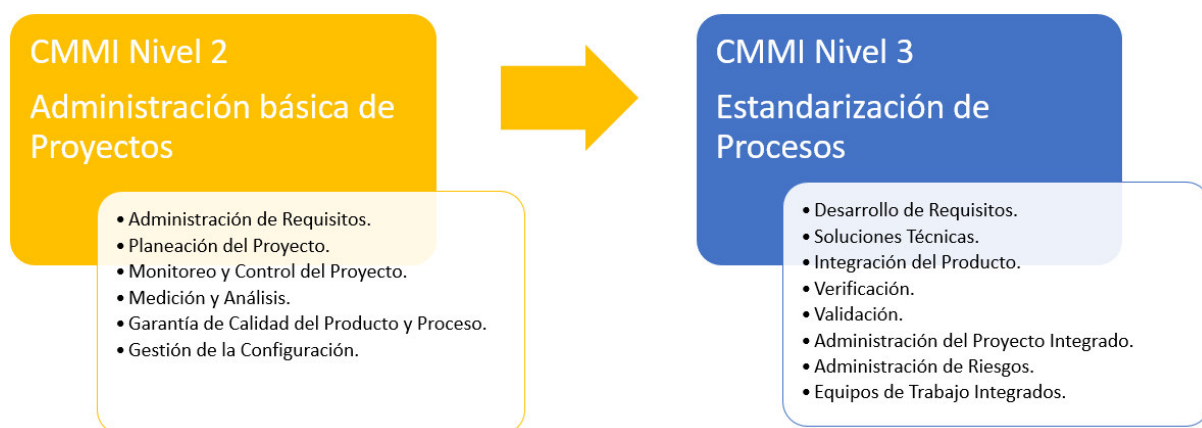 CMMI Nivel 2
Administración básica de
Proyectos
• Administración de Requisitos.
• Planeación del Proyecto.
• Monitoreo y Control del Proyecto.
• Medición y Análisis.
• Garantía de Calidad del Producto y Proceso.
• Gestión de la Configuración.
CMMI Nivel 3
Estandarización de
Procesos
• Desarrollo de Requisitos.
• Soluciones Técnicas.
• Integración del Producto.
• Verificación.
• Validación.
• Administración del Proyecto Integrado.
• Administración de Riesgos.
• Equipos de Trabajo Integrados.